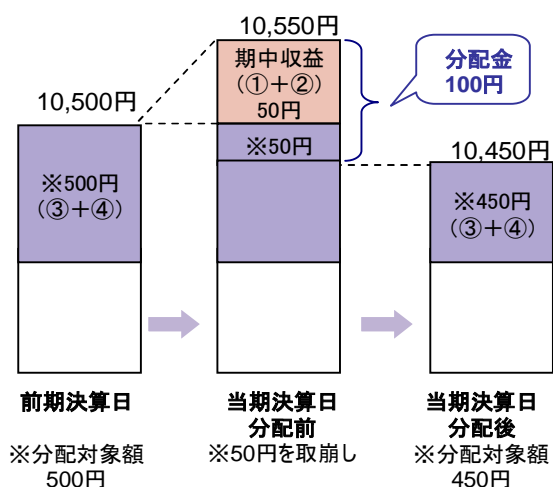 10,550円
期中収益
(①+②)
50円
※50円
分配金
100円
10,500円
※500円
(③+④)
10,450円
※450円
(③+④)
前期決算日
※分配対象額
500円
当期決算日
分配前
※50円を取崩し
当期決算日
分配後
※分配対象額
450円